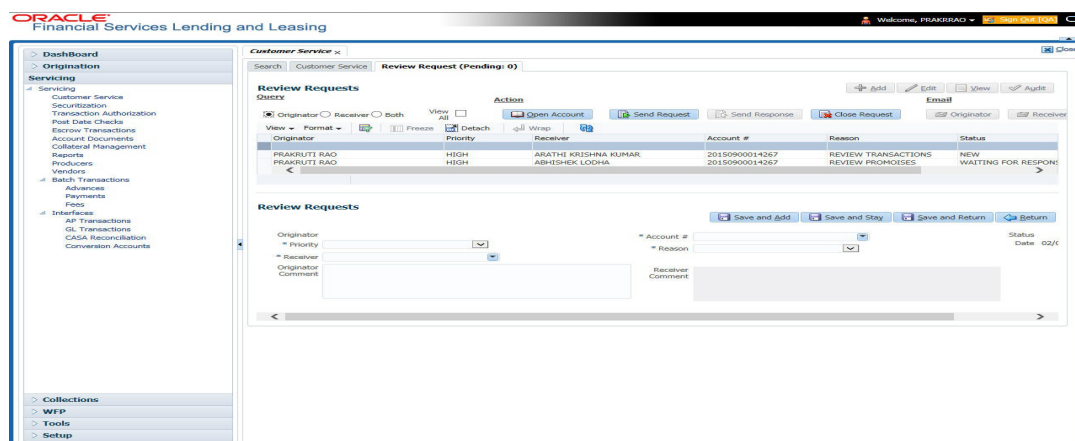 ORACLE
Financial Services Lending and Leasing
Welcome, PRAKRRAO Sign Out [QA]
DashBoard
Origination
Servicing
Servicing
Customer Service
Securitization
Transaction Authorization
Post Date Checks
Escrow Transactions
Account Documents
Collateral Management
Reports
Producers
Vendors
Batch Transactions
Advances
Payments
Fees
Interfaces
AP Transactions
GL Transactions
CASA Reconciliation
Conversion Accounts
Collections
WFP
Tools
Setup
Customer Service x
Close
Search Customer Service Review Request (Pending: 0)
Review Requests
Add Edit View Audit
Query Action Email
Originator Receiver Both View All Open Account Send Request Send Response Close Request Originator Receiver
View Format Freeze Detach Wrap
Originator Priority Receiver Account # Reason Status
PRAKRUTI RAO HIGH ARATHI KRISHNA KUMAR 20150900014267 REVIEW TRANSACTIONS NEW
PRAKRUTI RAO HIGH ABHISHEK LODHA 20150900014267 REVIEW PROMOISES WAITING FOR RESPONS
Review Requests
Save and Add Save and Stay Save and Return Return
Originator * Account # Status
* Priority * Reason Date 02/0
* Receiver
Originator Comment Receiver Comment